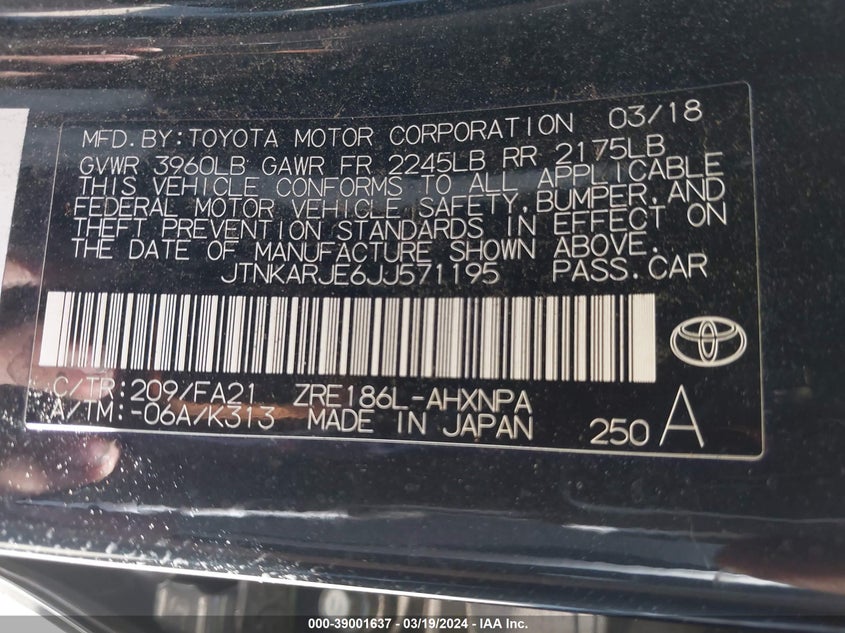 MFD.BY:TOYOTA MOTOR CORPORATION 03/18
GVWR 3960LB GAWR FR 2245LB RR 2175LB
THIS VEHICLE CONFORMS TO ALL APPLICABLE
FEDERAL MOTOR VEHICLE SAFETY,BUMPER,AND
THEFT PREVENTION STANDARDS IN EFFECT ON
THE DATE OF MANUFACTURE SHOWN ABOVE.
JTNKARJE6JJ571195 PASS.CAR
C/TR:209/FA21 ZRE186L-AHXNPA
A/TM:-06A/K313 MADE IN JAPAN 250 A
000-39001637 - 03/19/2024 - IAA Inc.